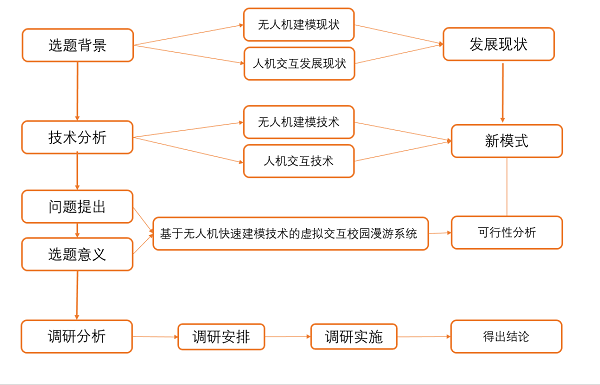 选题背景
无人机建模现状
人机交互发展现状
发展现状
技术分析
无人机建模技术
人机交互技术
新模式
问题提出
选题意义
基于无人机快速建模技术的虚拟交互校园漫游系统
可行性分析
调研分析
调研安排
调研实施
得出结论